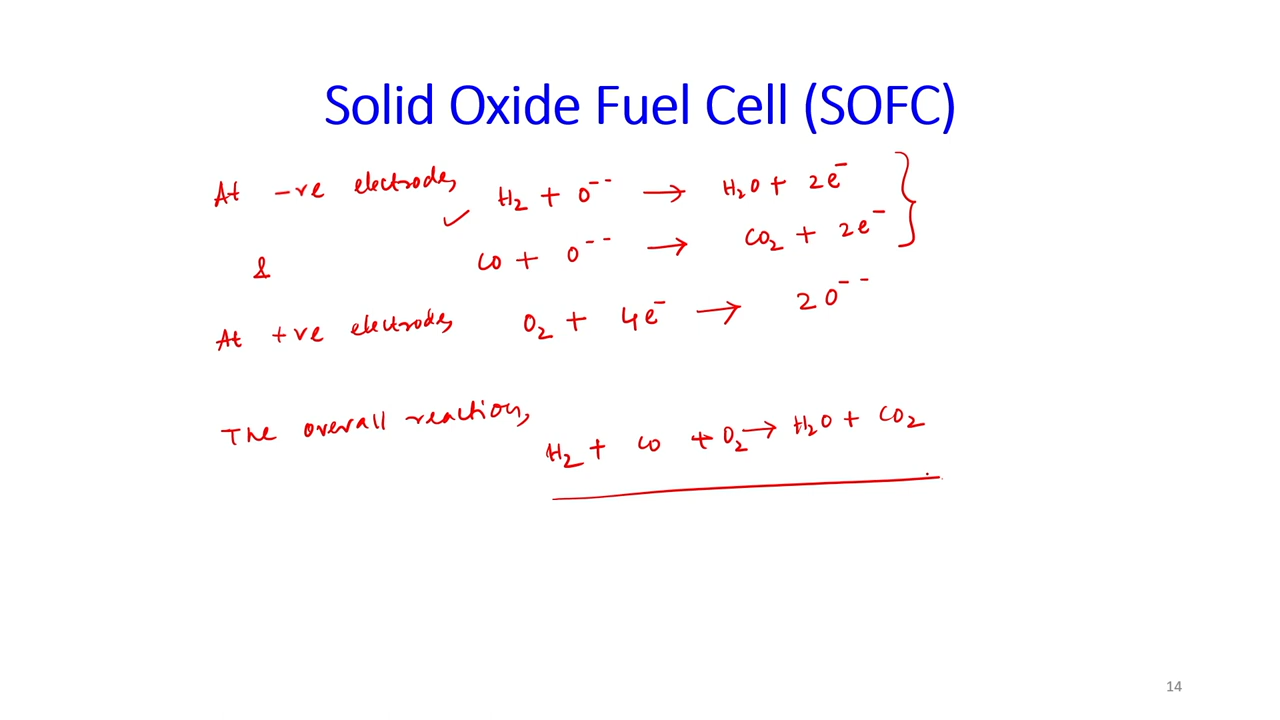 Solid Oxide Fuel Cell (SOFC)
At -ve electrode, H₂ + O⁻⁻ → H₂O + 2e⁻
& CO + O⁻⁻ → CO₂ + 2e⁻
At +ve electrode, O₂ + 4e⁻ → 2O⁻⁻
The overall reaction,
H₂ + CO + O₂ → H₂O + CO₂
14